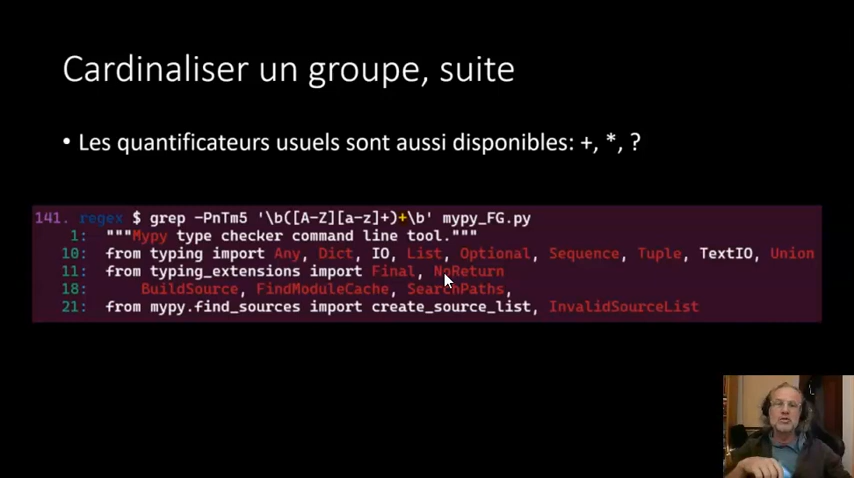 Cardinaliser un groupe, suite
• Les quantificateurs usuels sont aussi disponibles: +, *, ?
141. regex $ grep -PnTm5 '\b([A-Z][a-z]+)+\b' mypy_FG.py
1: """Mypy type checker command line tool."""
10: from typing import Any, Dict, IO, List, Optional, Sequence, Tuple, TextIO, Union
11: from typing_extensions import Final, NoReturn
18: BuildSource, FindModuleCache, SearchPaths,
21: from mypy.find_sources import create_source_list, InvalidSourceList